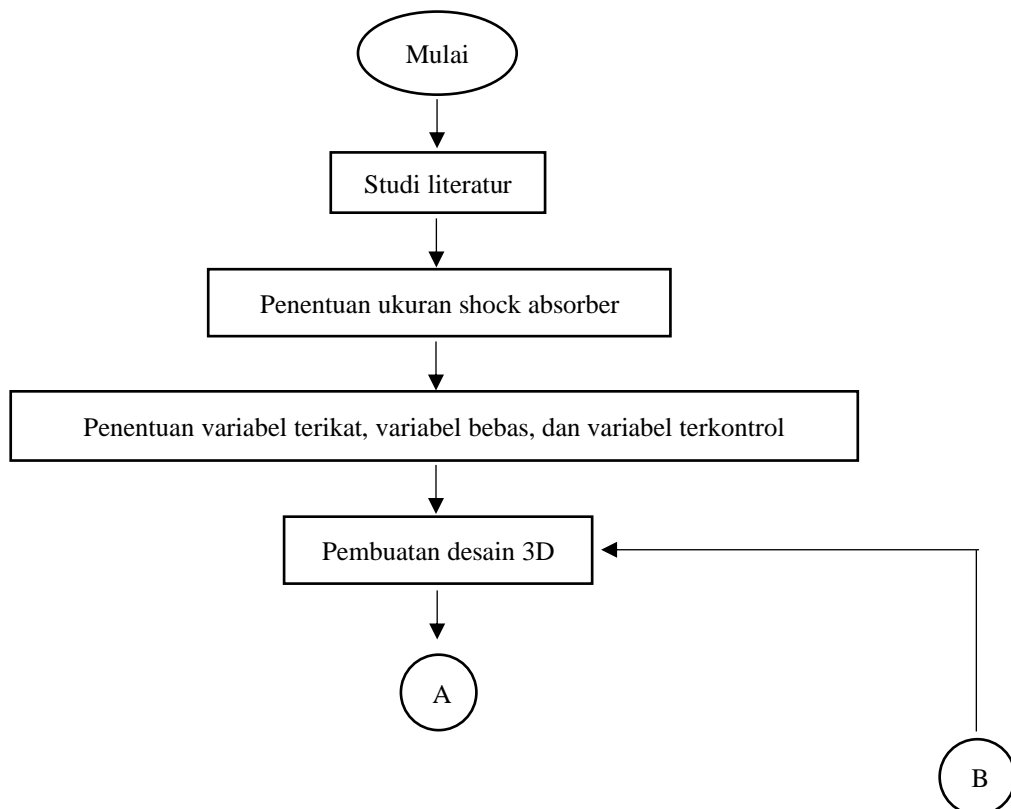 Mulai
Studi literatur
Penentuan ukuran shock absorber
Penentuan variabel terikat, variabel bebas, dan variabel terkontrol
Pembuatan desain 3D
A
B